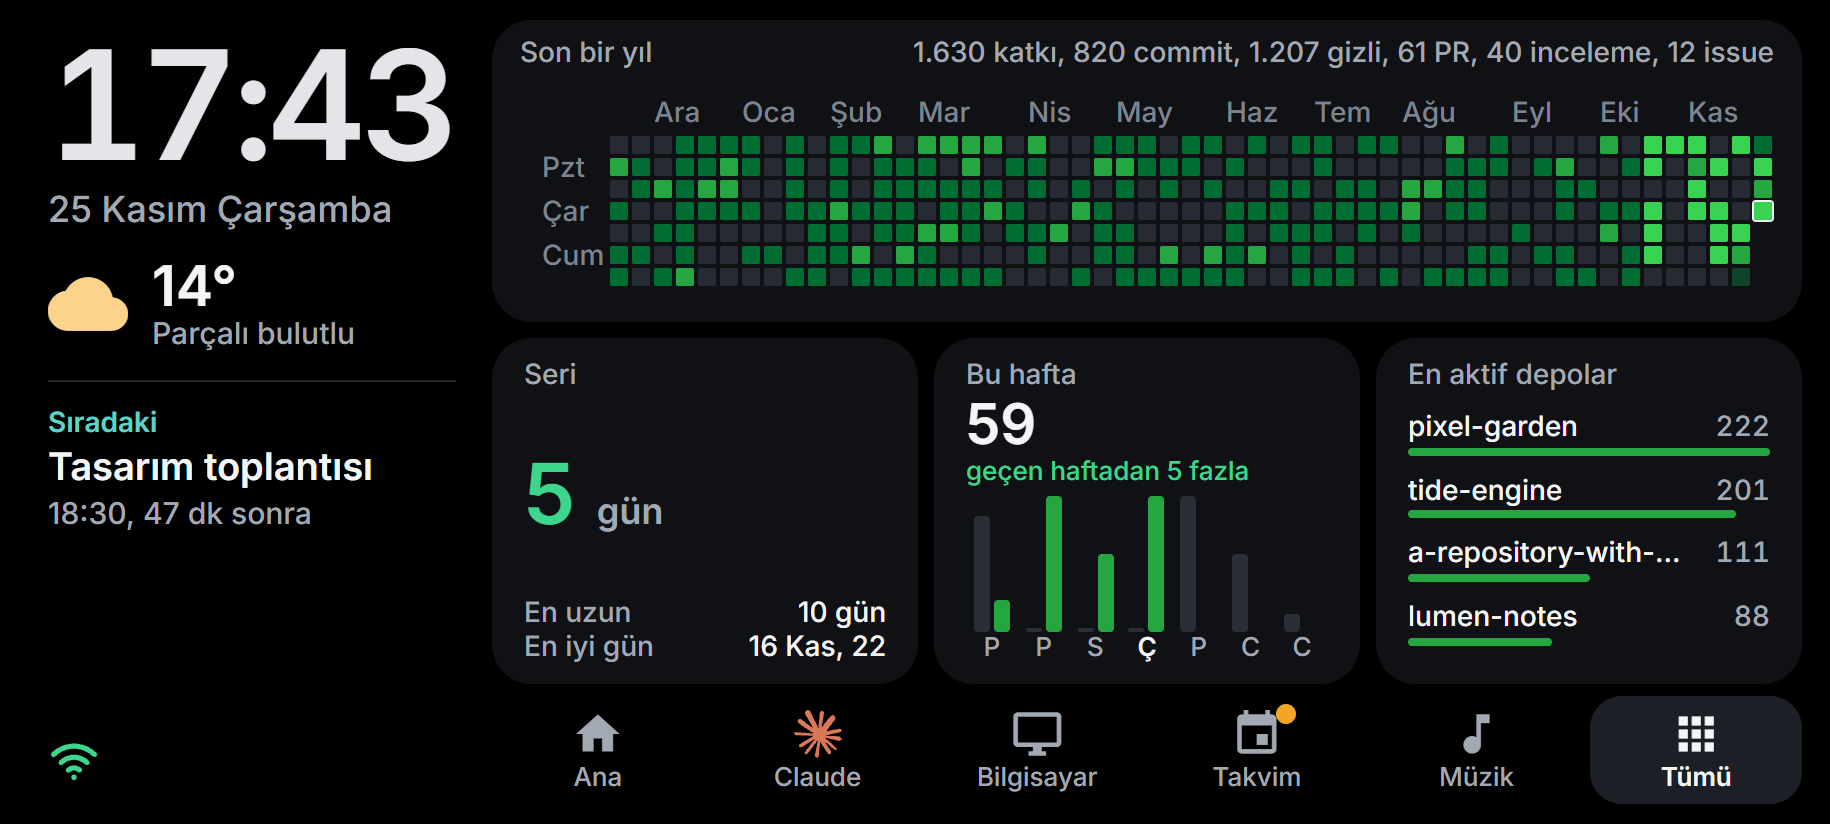 17:43
25 Kasım Çarşamba
14°
Parçalı bulutlu
Sıradaki
Tasarım toplantısı
18:30, 47 dk sonra
Son bir yıl
1.630 katkı, 820 commit, 1.207 gizli, 61 PR, 40 inceleme, 12 issue
Ara Oca Şub Mar Nis May Haz Tem Ağu Eyl Eki Kas
Pzt
Çar
Cum
Seri
5 gün
En uzun 10 gün
En iyi gün 16 Kas, 22
Bu hafta
59
geçen haftadan 5 fazla
P P S Ç P C C
En aktif depolar
pixel-garden 222
tide-engine 201
a-repository-with-... 111
lumen-notes 88
Ana Claude Bilgisayar Takvim Müzik Tümü